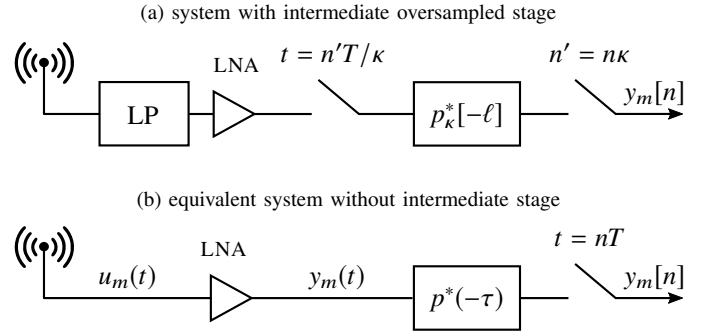 (a) system with intermediate oversampled stage
LNA
t = n′T/κ
n′ = nκ
LP
p*κ[−ℓ]
ym[n]
(b) equivalent system without intermediate stage
LNA
t = nT
um(t)
ym(t)
p*(−τ)
ym[n]